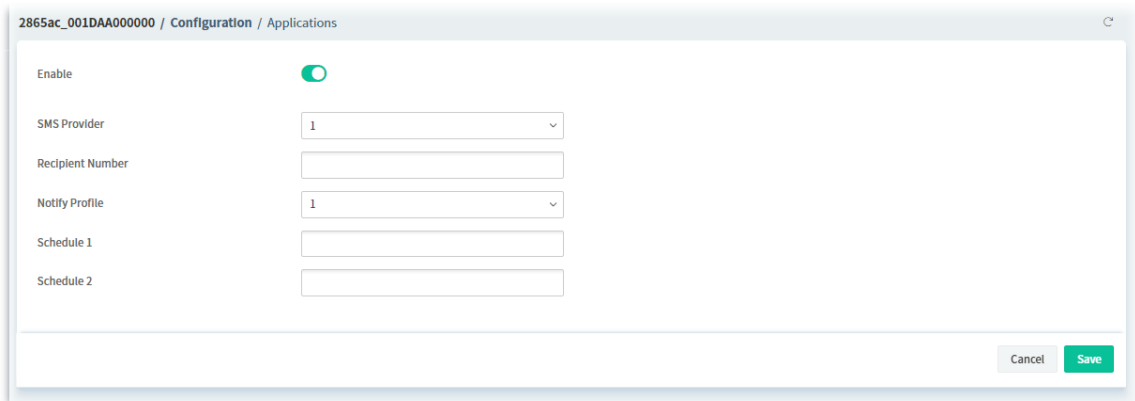 2865ac_001DAA000000 / Configuration / Applications
Enable
SMS Provider
1
Recipient Number
Notify Profile
1
Schedule 1
Schedule 2
Cancel
Save